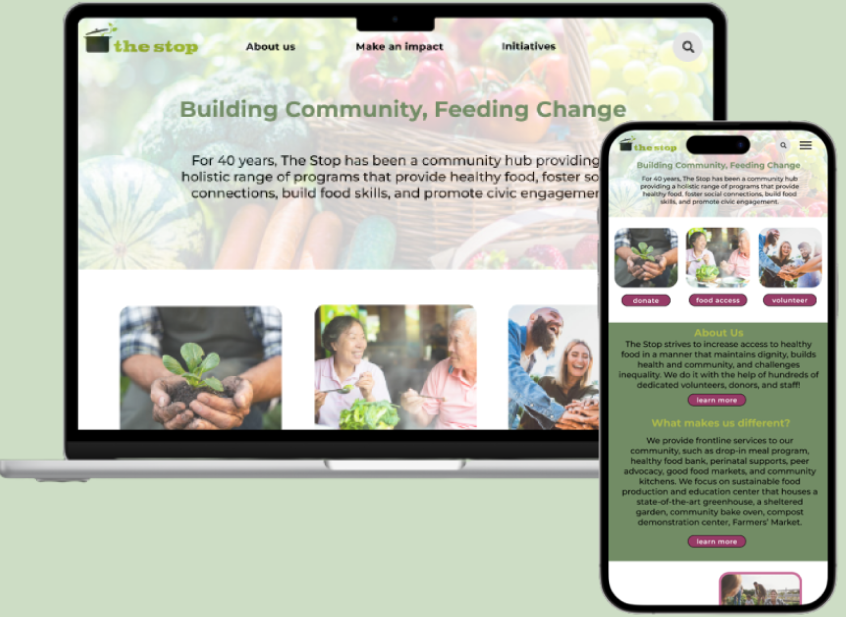 the stop
About us
Make an impact
Initiatives
Building Community, Feeding Change
For 40 years, The Stop has been a community hub providing
holistic range of programs that provide healthy food, foster so
connections, build food skills, and promote civic engagemen
the stop
Building Community, Feeding Change
For 40 years, The Stop has been a community hub
providing a holistic range of programs that provide
healthy food, foster social connections, build food
skills, and promote civic engagement.
donate
food access
volunteer
About Us
The Stop strives to increase access to healthy
food in a manner that maintains dignity, builds
health and community, and challenges
inequality. We do it with the help of hundreds of
dedicated volunteers, donors, and staff!
learn more
What makes us different?
We provide frontline services to our
community, such as drop-in meal program,
healthy food bank, perinatal supports, peer
advocacy, good food markets, and community
kitchens. We focus on sustainable food
production and education center that houses a
state-of-the-art greenhouse, a sheltered
garden, community bake oven, compost
demonstration center, Farmers' Market.
learn more